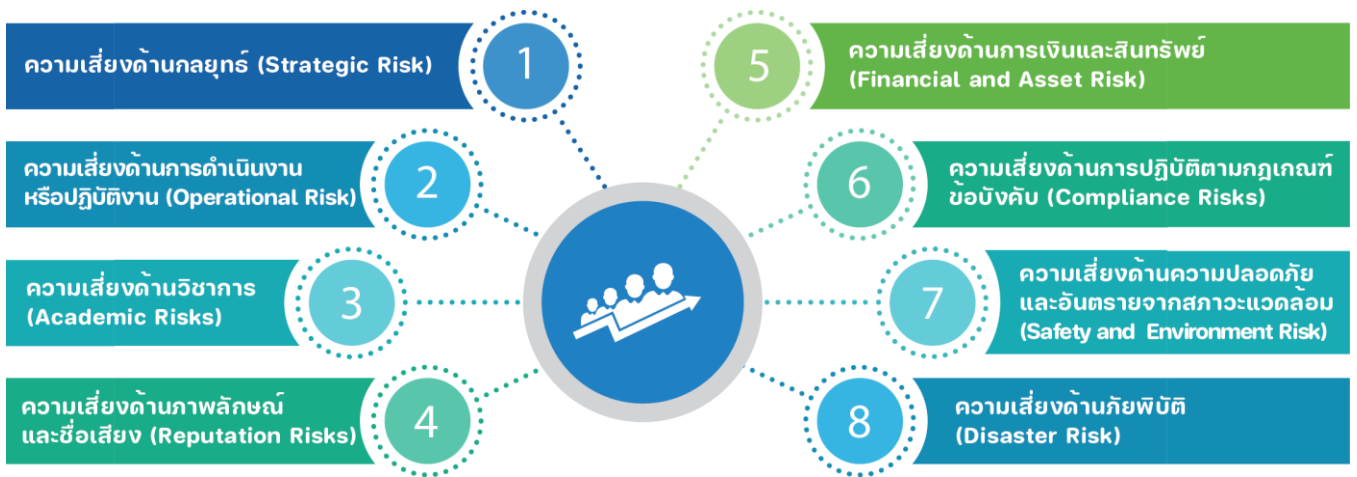 ความเสี่ยงด้านกลยุทธ์ (Strategic Risk)
1
ความเสี่ยงด้านการดำเนินงาน
หรือปฏิบัติงาน (Operational Risk)
2
ความเสี่ยงด้านวิชาการ
(Academic Risks)
3
ความเสี่ยงด้านภาพลักษณ์
และชื่อเสียง (Reputation Risks)
4
5
ความเสี่ยงด้านการเงินและสินทรัพย์
(Financial and Asset Risk)
6
ความเสี่ยงด้านการปฏิบัติตามกฎเกณฑ์
ข้อบังคับ (Compliance Risks)
7
ความเสี่ยงด้านความปลอดภัย
และอันตรายจากสภาวะแวดล้อม
(Safety and Environment Risk)
8
ความเสี่ยงด้านภัยพิบัติ
(Disaster Risk)